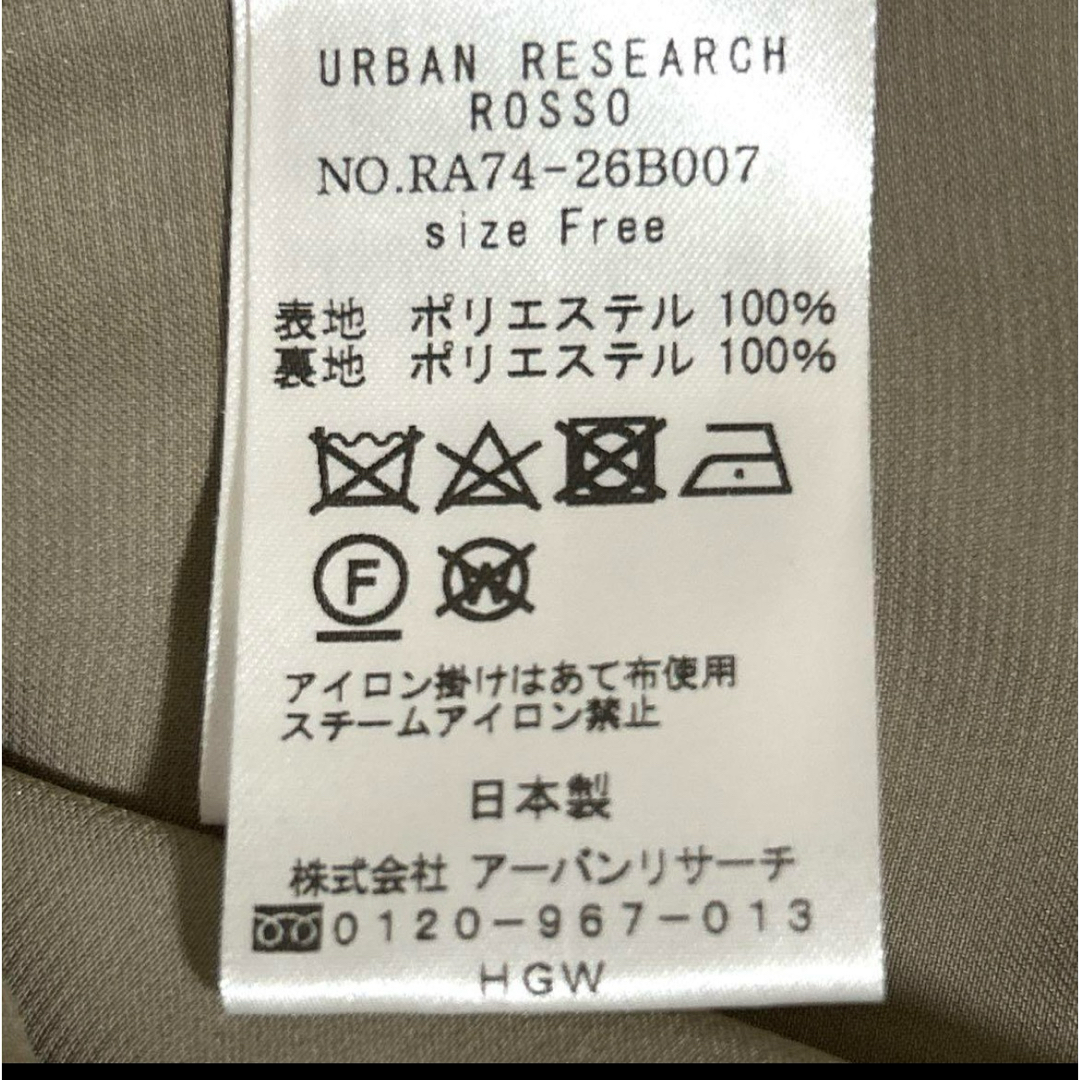 URBAN RESEARCH
ROSSO
NO.RA74-26B007
size Free
表地 ポリエステル 100%
裏地 ポリエステル 100%
F W
アイロン掛けはあて布使用
スチームアイロン禁止
日本製
株式会社 アーバンリサーチ
0120-967-013
HGW